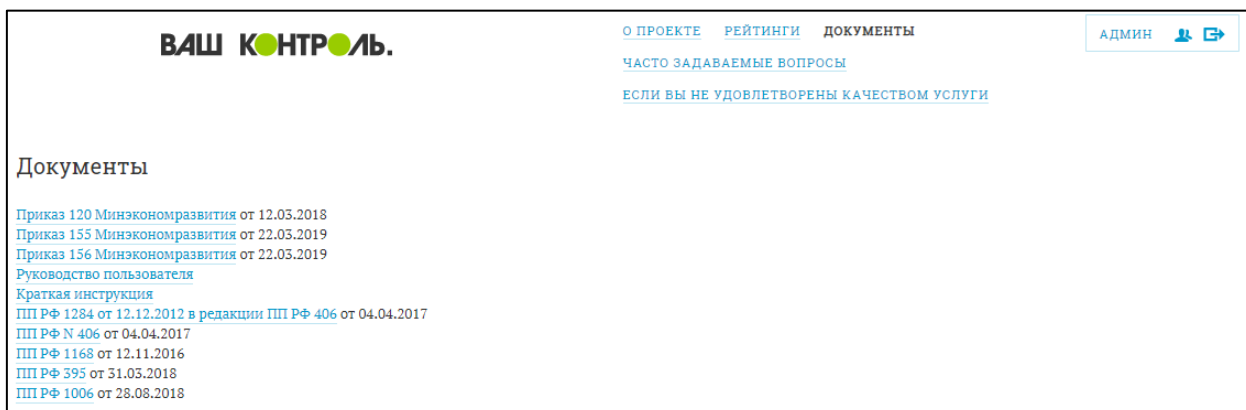 ВАШ КОНТРОЛЬ.
О ПРОЕКТЕ РЕЙТИНГИ ДОКУМЕНТЫ
АДМИН
ЧАСТО ЗАДАВАЕМЫЕ ВОПРОСЫ
ЕСЛИ ВЫ НЕ УДОВЛЕТВОРЕНЫ КАЧЕСТВОМ УСЛУГИ
Документы
Приказ 120 Минэкономразвития от 12.03.2018
Приказ 155 Минэкономразвития от 22.03.2019
Приказ 156 Минэкономразвития от 22.03.2019
Руководство пользователя
Краткая инструкция
ПП РФ 1284 от 12.12.2012 в редакции ПП РФ 406 от 04.04.2017
ПП РФ N 406 от 04.04.2017
ПП РФ 1168 от 12.11.2016
ПП РФ 395 от 31.03.2018
ПП РФ 1006 от 28.08.2018